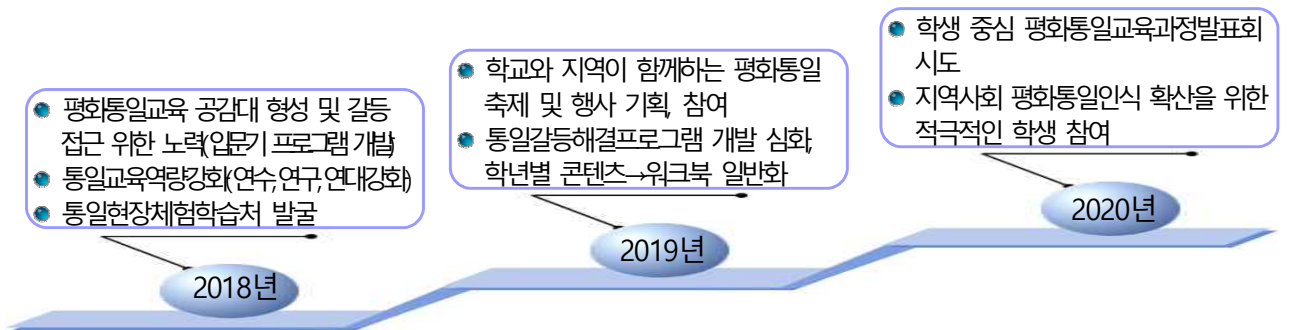 평화통일교육 공감대 형성 및 갈등
접근 위한 노력(입문기 프로그램 개발)
통일교육역량강화(연수,연구,연대강화)
통일현장체험학습처 발굴
2018년
학교와 지역이 함께하는 평화통일
축제 및 행사 기획, 참여
통일갈등해결프로그램 개발 심화,
학년별 콘텐츠→워크북 일반화
2019년
학생 중심 평화통일교육과정발표회
시도
지역사회 평화통일인식 확산을 위한
적극적인 학생 참여
2020년